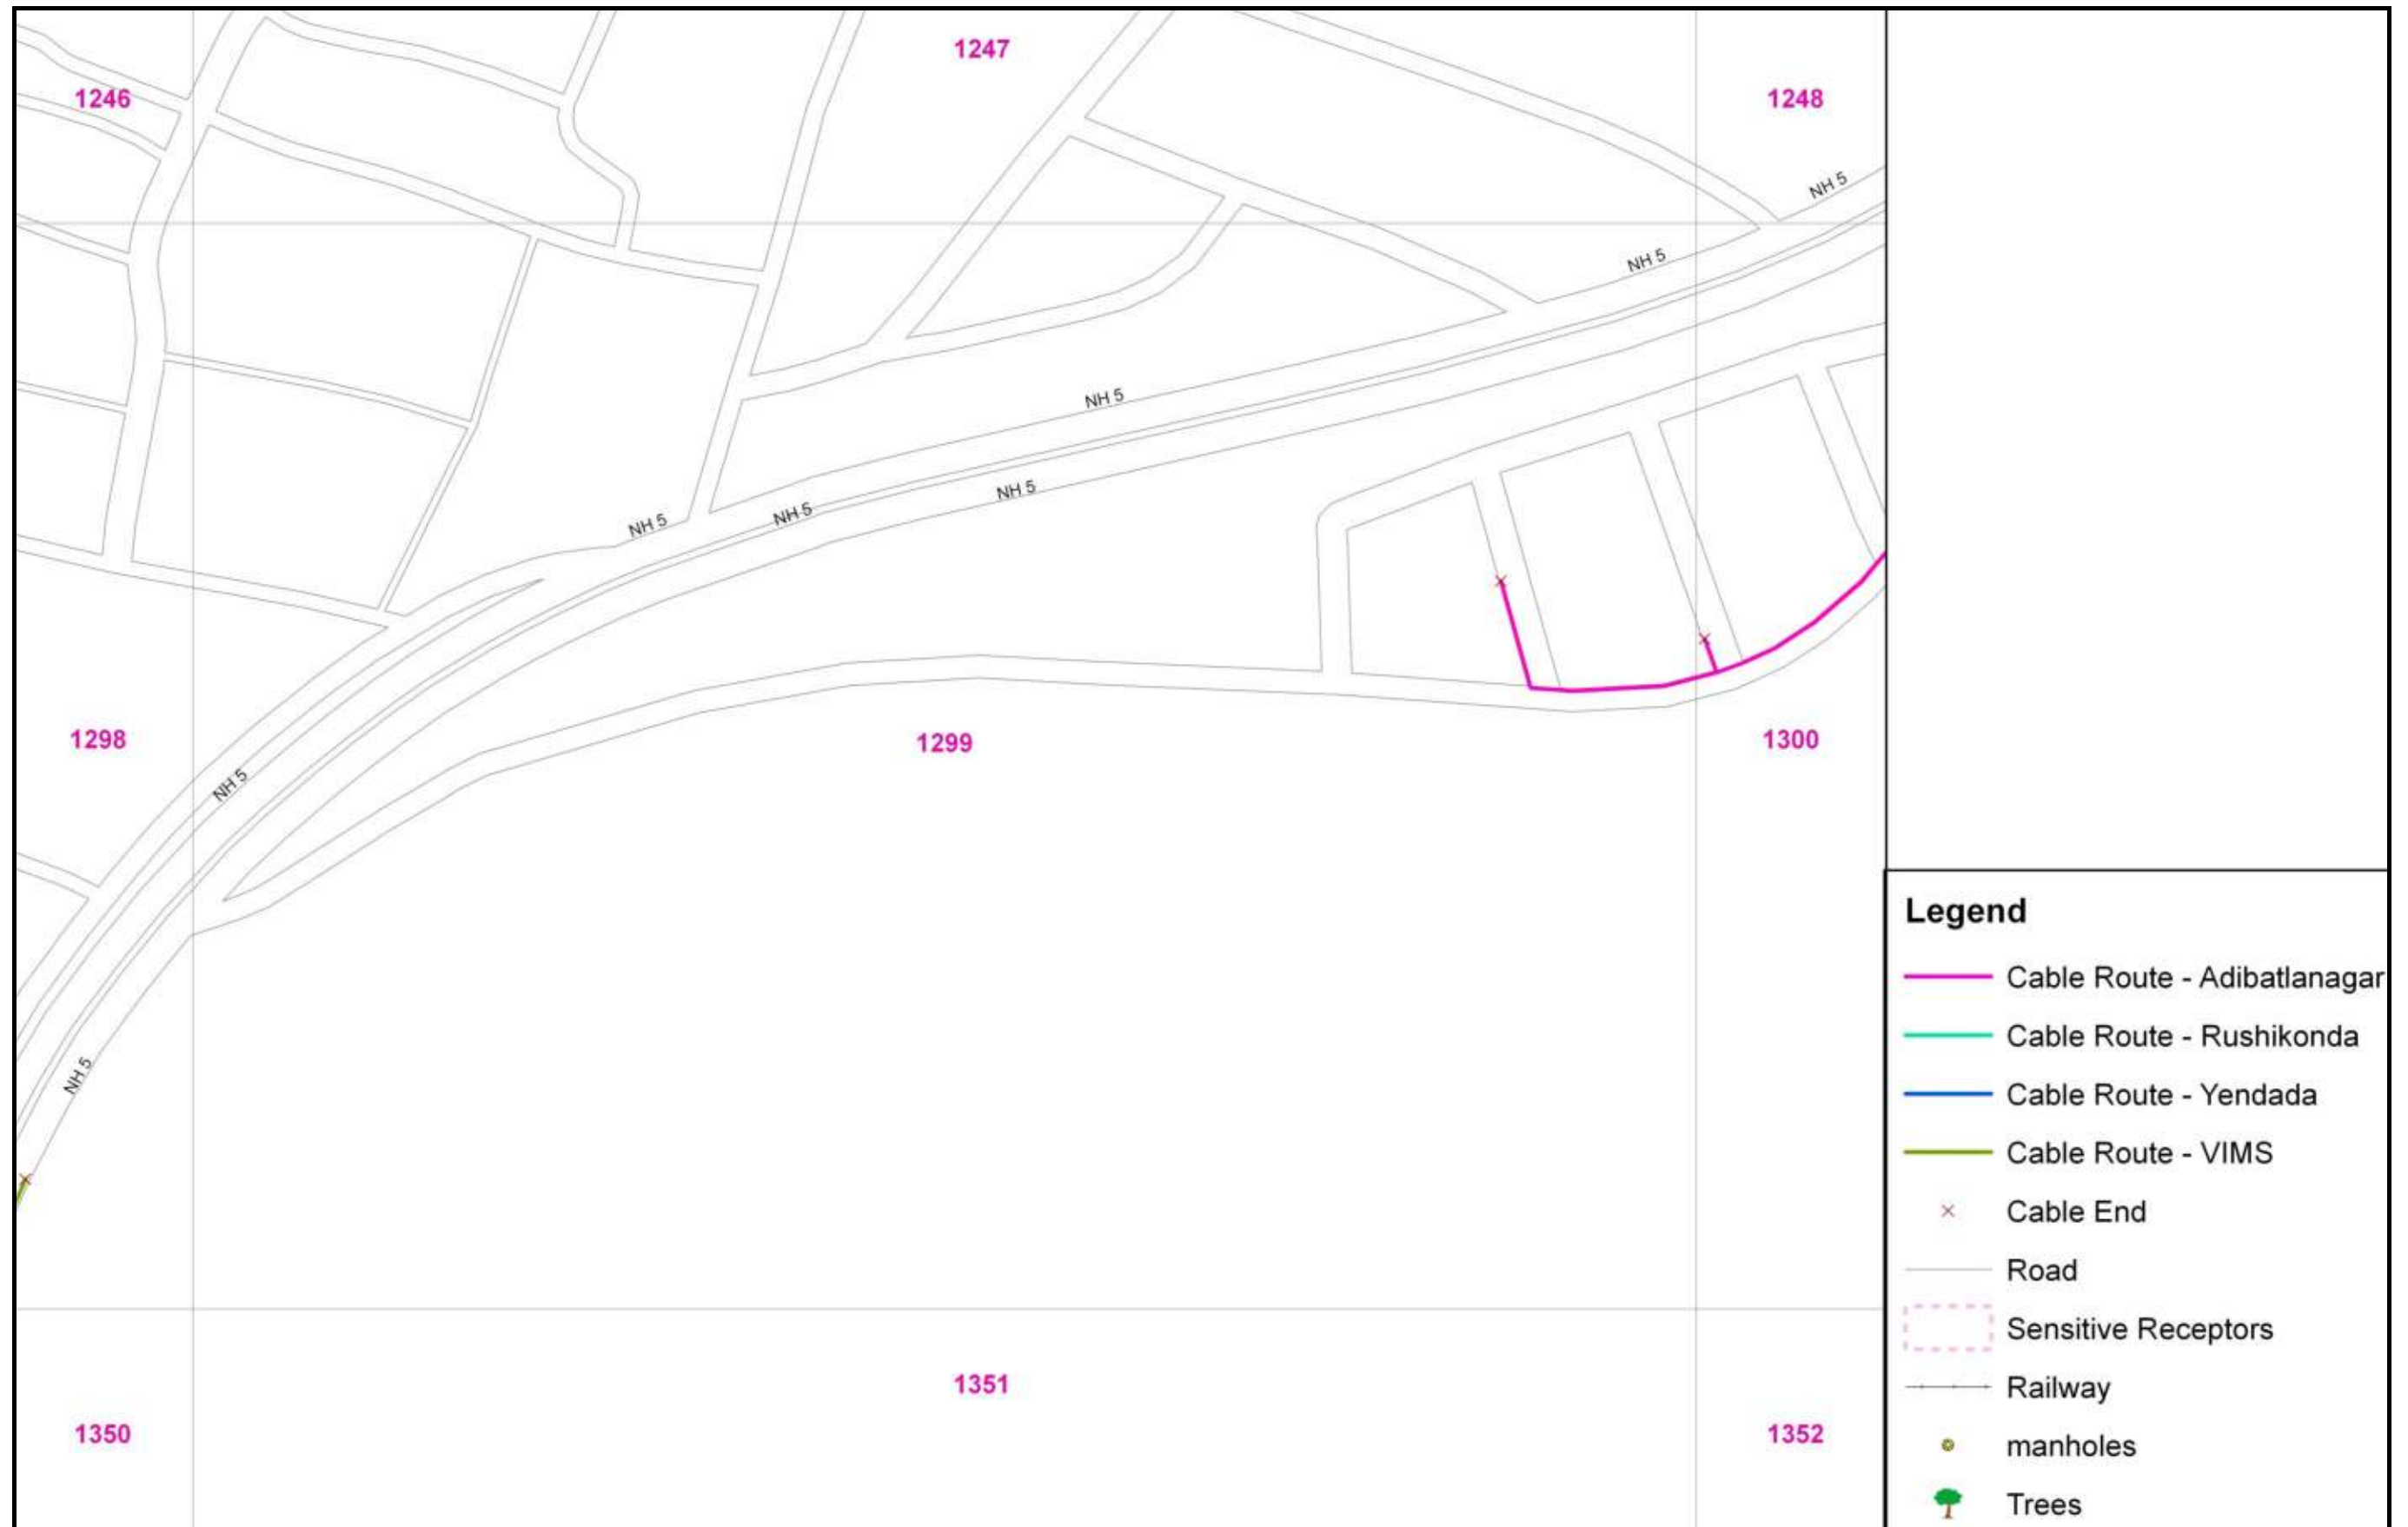 1247
1246
1248
NH 5
NH 5
NH 5
NH 5
NH 5
NH 5
1298
1299
1300
NH 5
NH 5
Legend
Cable Route - Adibatlanagar
Cable Route - Rushikonda
Cable Route - Yendada
Cable Route - VIMS
Cable End
Road
Sensitive Receptors
Railway
manholes
Trees
1351
1350
1352